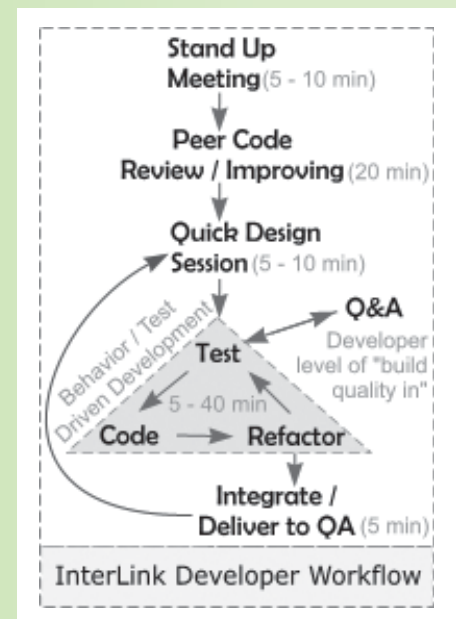 Stand Up
Meeting (5 - 10 min)
Peer Code
Review / Improving (20 min)
Quick Design
Session (5 - 10 min)
Behavior / Test
Driven Development
Q&A
Developer
level of "build
quality in"
Test
5 - 40 min
Code
Refactor
Integrate /
Deliver to QA (5 min)
InterLink Developer Workflow